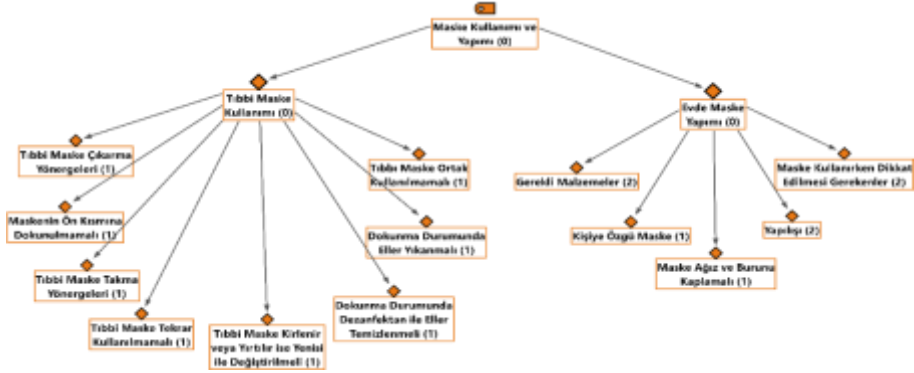 Maske Kullanımı ve
Yapımı (0)
Tıbbi Maske
Kullanımı (0)
Evde Maske
Yapımı (0)
Tıbbi Maske Çıkarma
Yönergeleri (1)
Tıbbi Maske Ortak
Kullanılmamalı (1)
Gerekli Malzemeler (2)
Maske Kullanırken Dikkat
Edilmesi Gerekenler (2)
Maskenin Ön Kısmına
Dokunulmamalı (1)
Dokunma Durumunda
Eller Yıkanmalı (1)
Kişiye Özgü Maske (1)
Yapılışı (2)
Tıbbi Maske Takma
Yönergeleri (1)
Maske Ağız ve Burunu
Kaplamalı (1)
Dokunma Durumunda
Dezanfektan ile Eller
Temizlenmeli (1)
Tıbbi Maske Tekrar
Kullanılmamalı (1)
Tıbbi Maske Kirlenir
veya Yırtılır ise Yenisi
ile Değiştirilmeli (1)